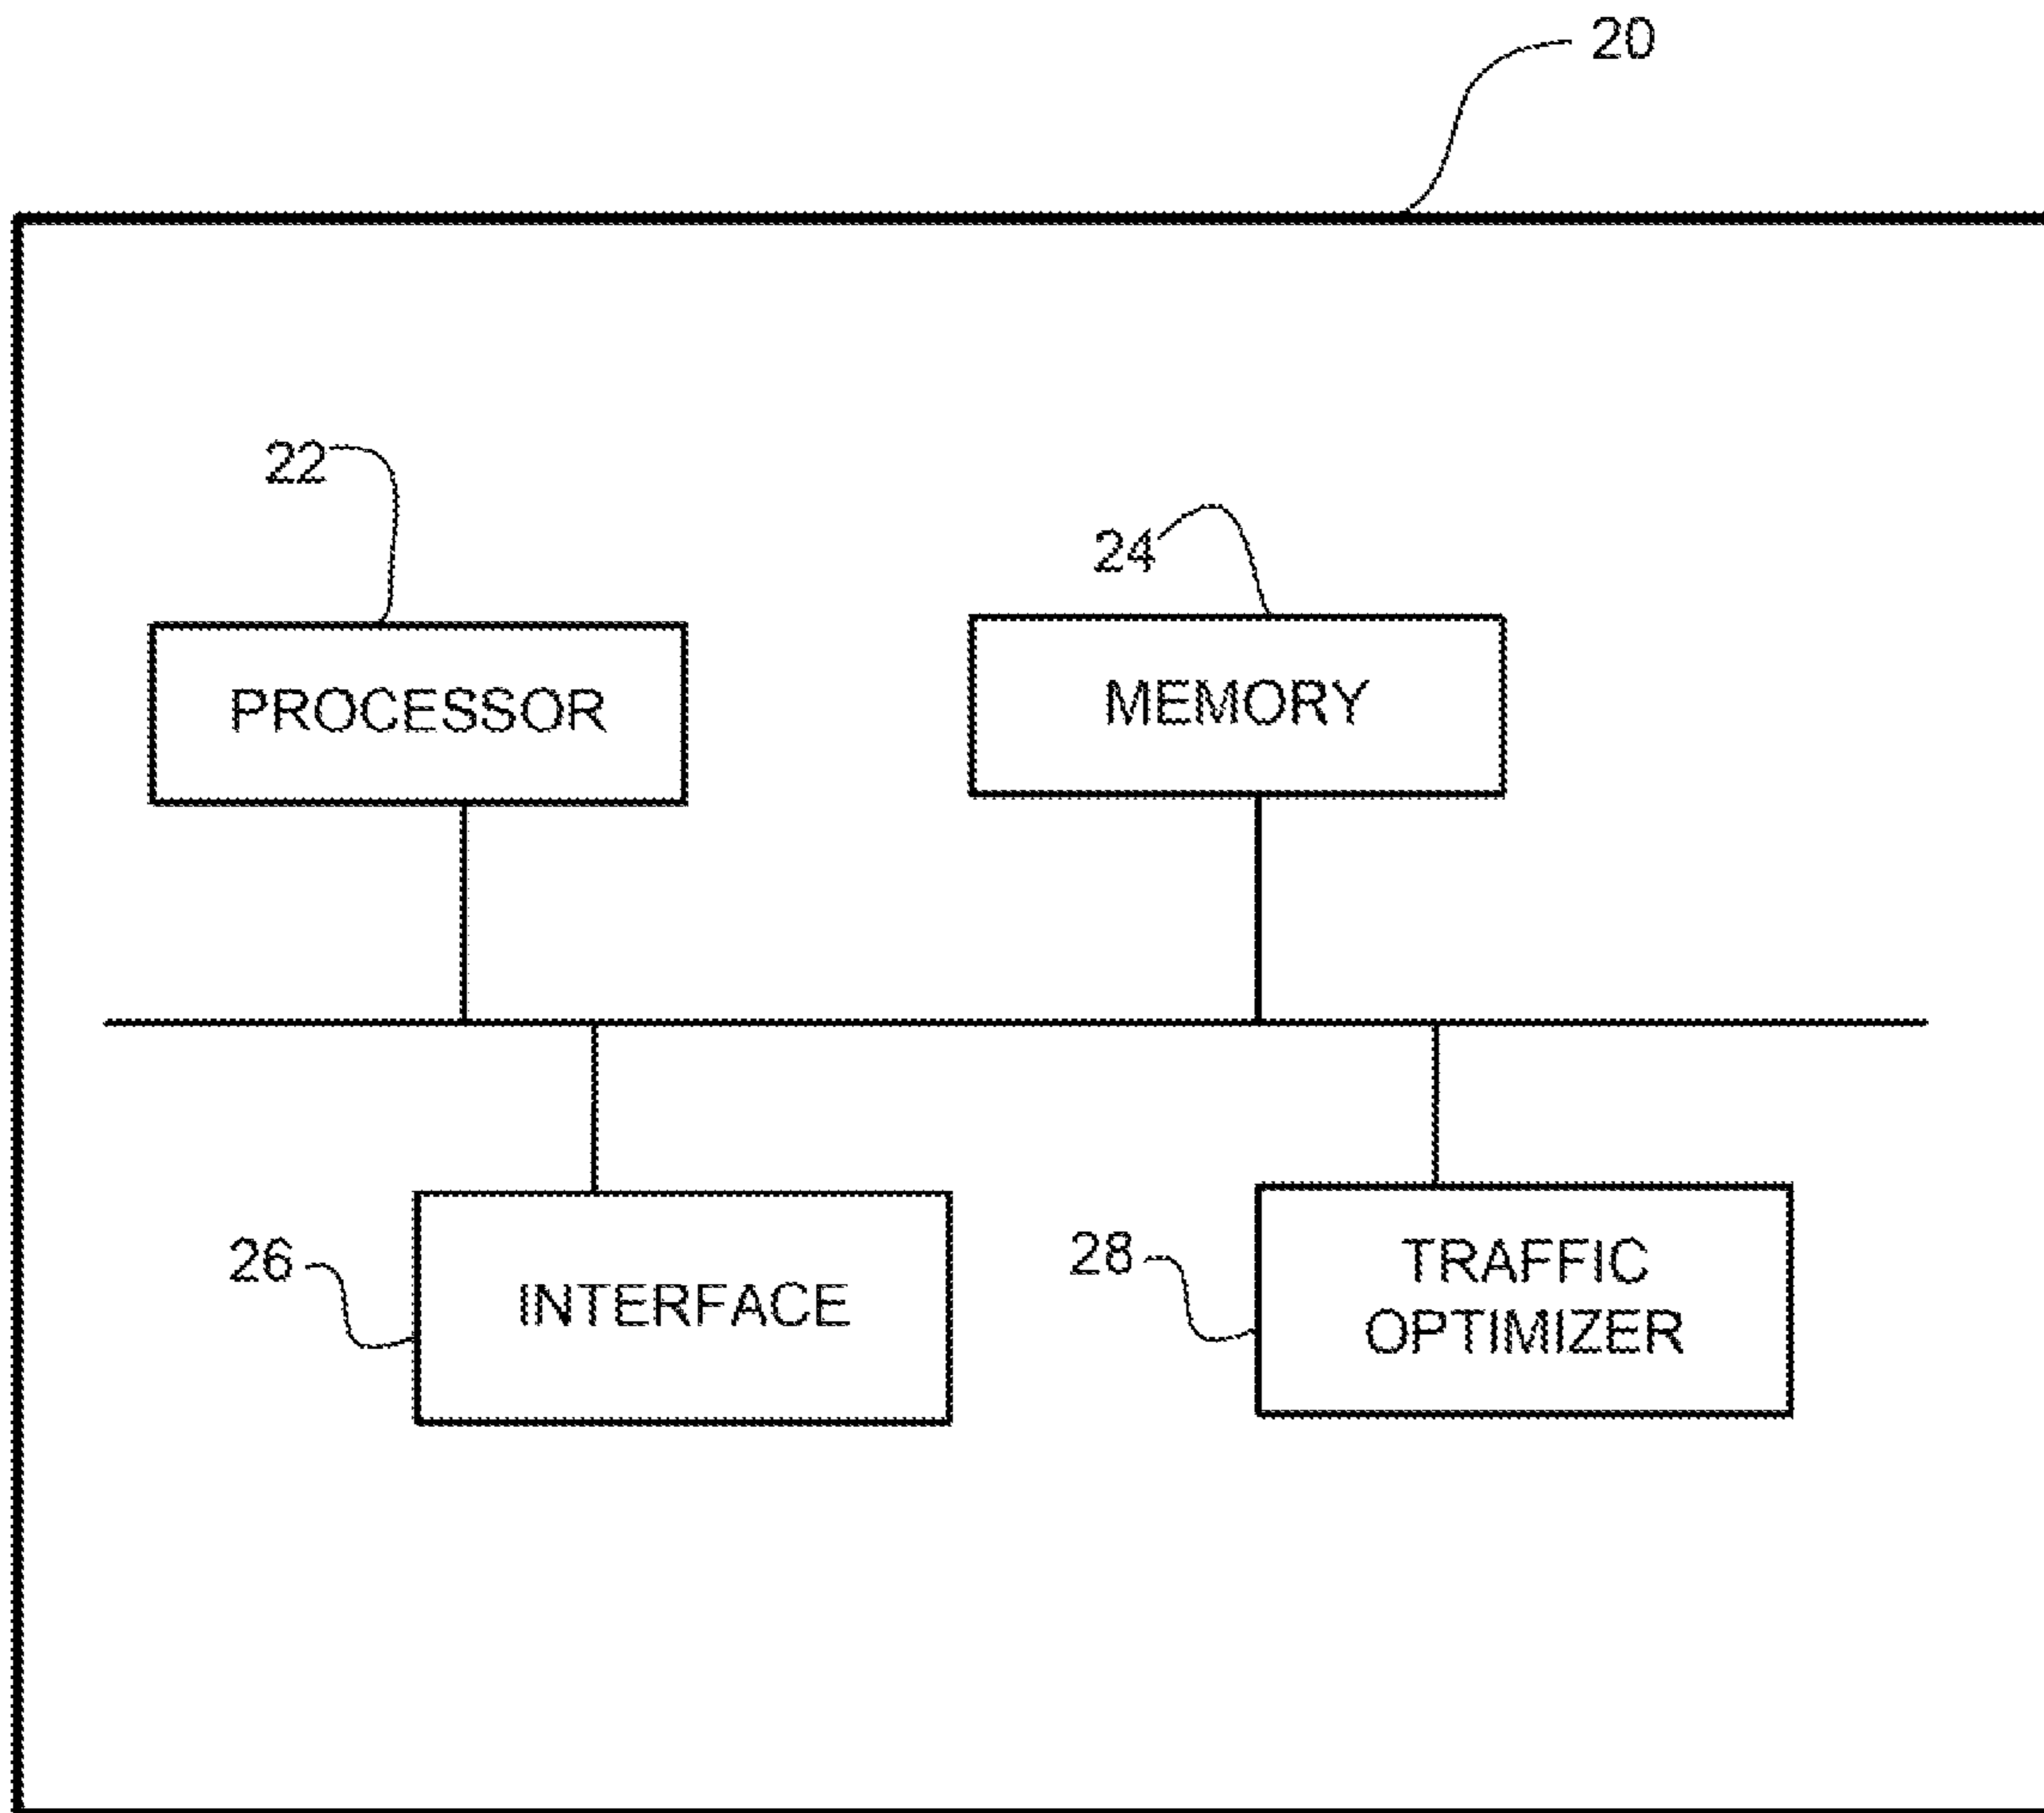 20
22
24
PROCESSOR
MEMORY
26
INTERFACE
28
TRAFFIC
OPTIMIZER